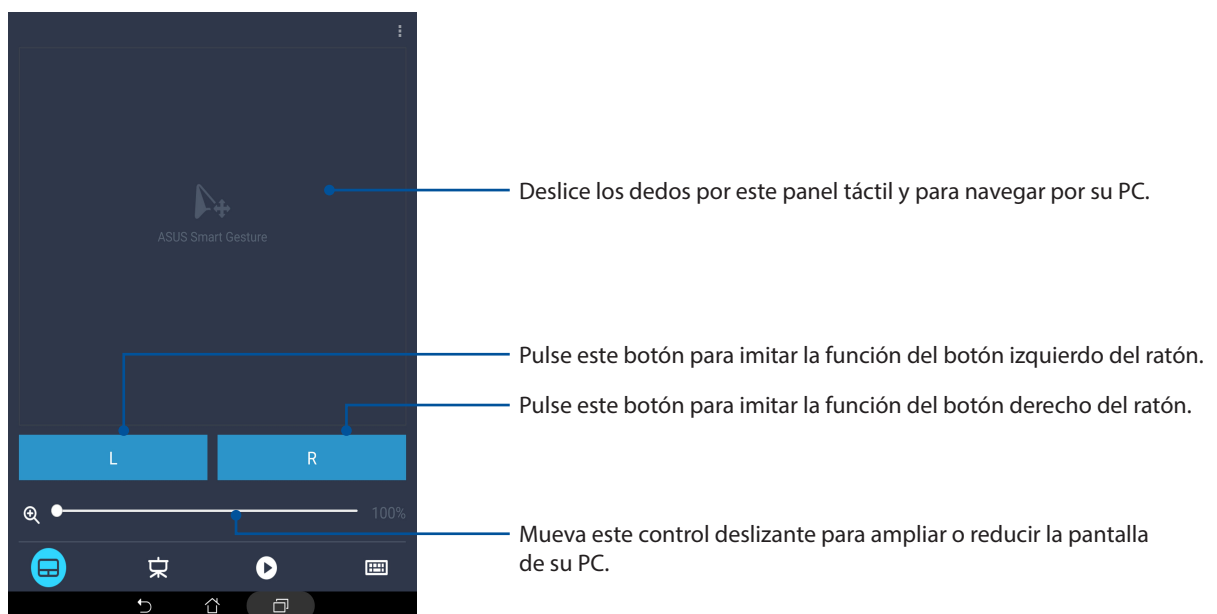 Deslice los dedos por este panel táctil y para navegar por su PC.
ASUS Smart Gesture
Pulse este botón para imitar la función del botón izquierdo del ratón.
Pulse este botón para imitar la función del botón derecho del ratón.
L
R
100%
Mueva este control deslizante para ampliar o reducir la pantalla
de su PC.